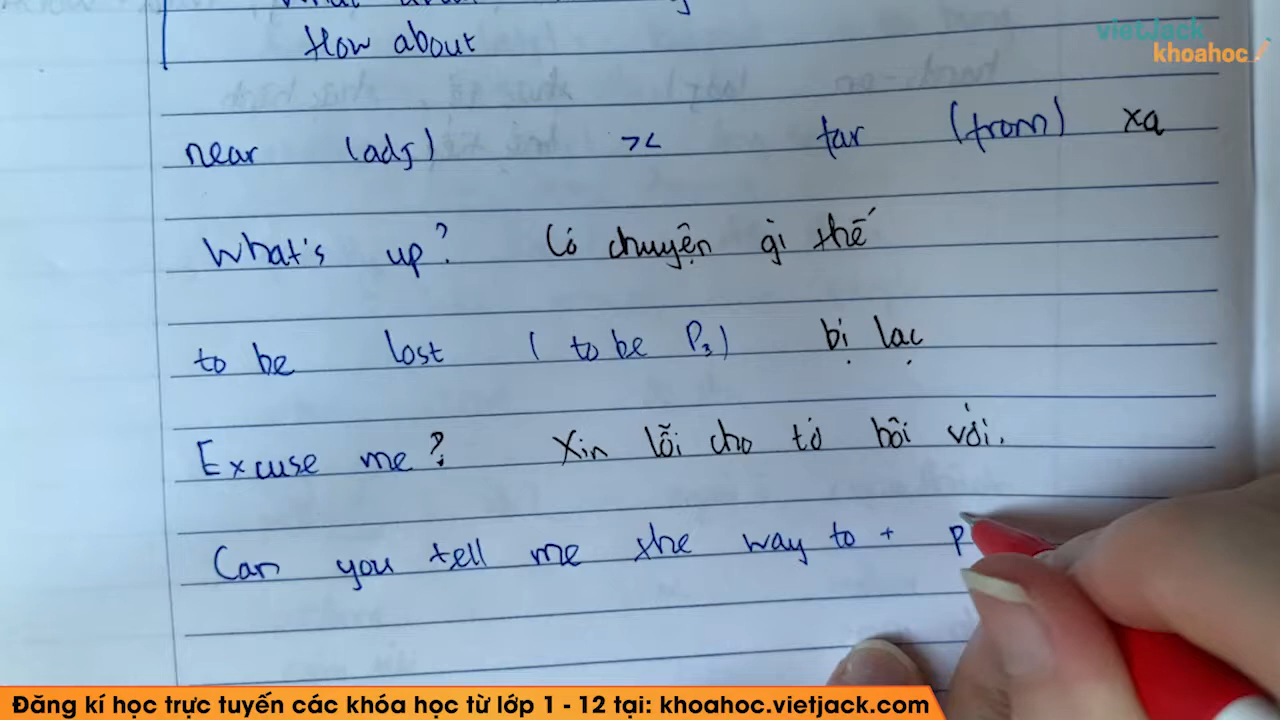 What about
How about
near (adj) >< far (from) xa
What's up? Có chuyện gì thế
to be lost ( to be P3) bị lạc
Excuse me? Xin lỗi cho tớ hỏi với.
Can you tell me the way to + p
vietJack
khoahoc
Đăng kí học trực tuyến các khóa học từ lớp 1 - 12 tại: khoahoc.vietjack.com